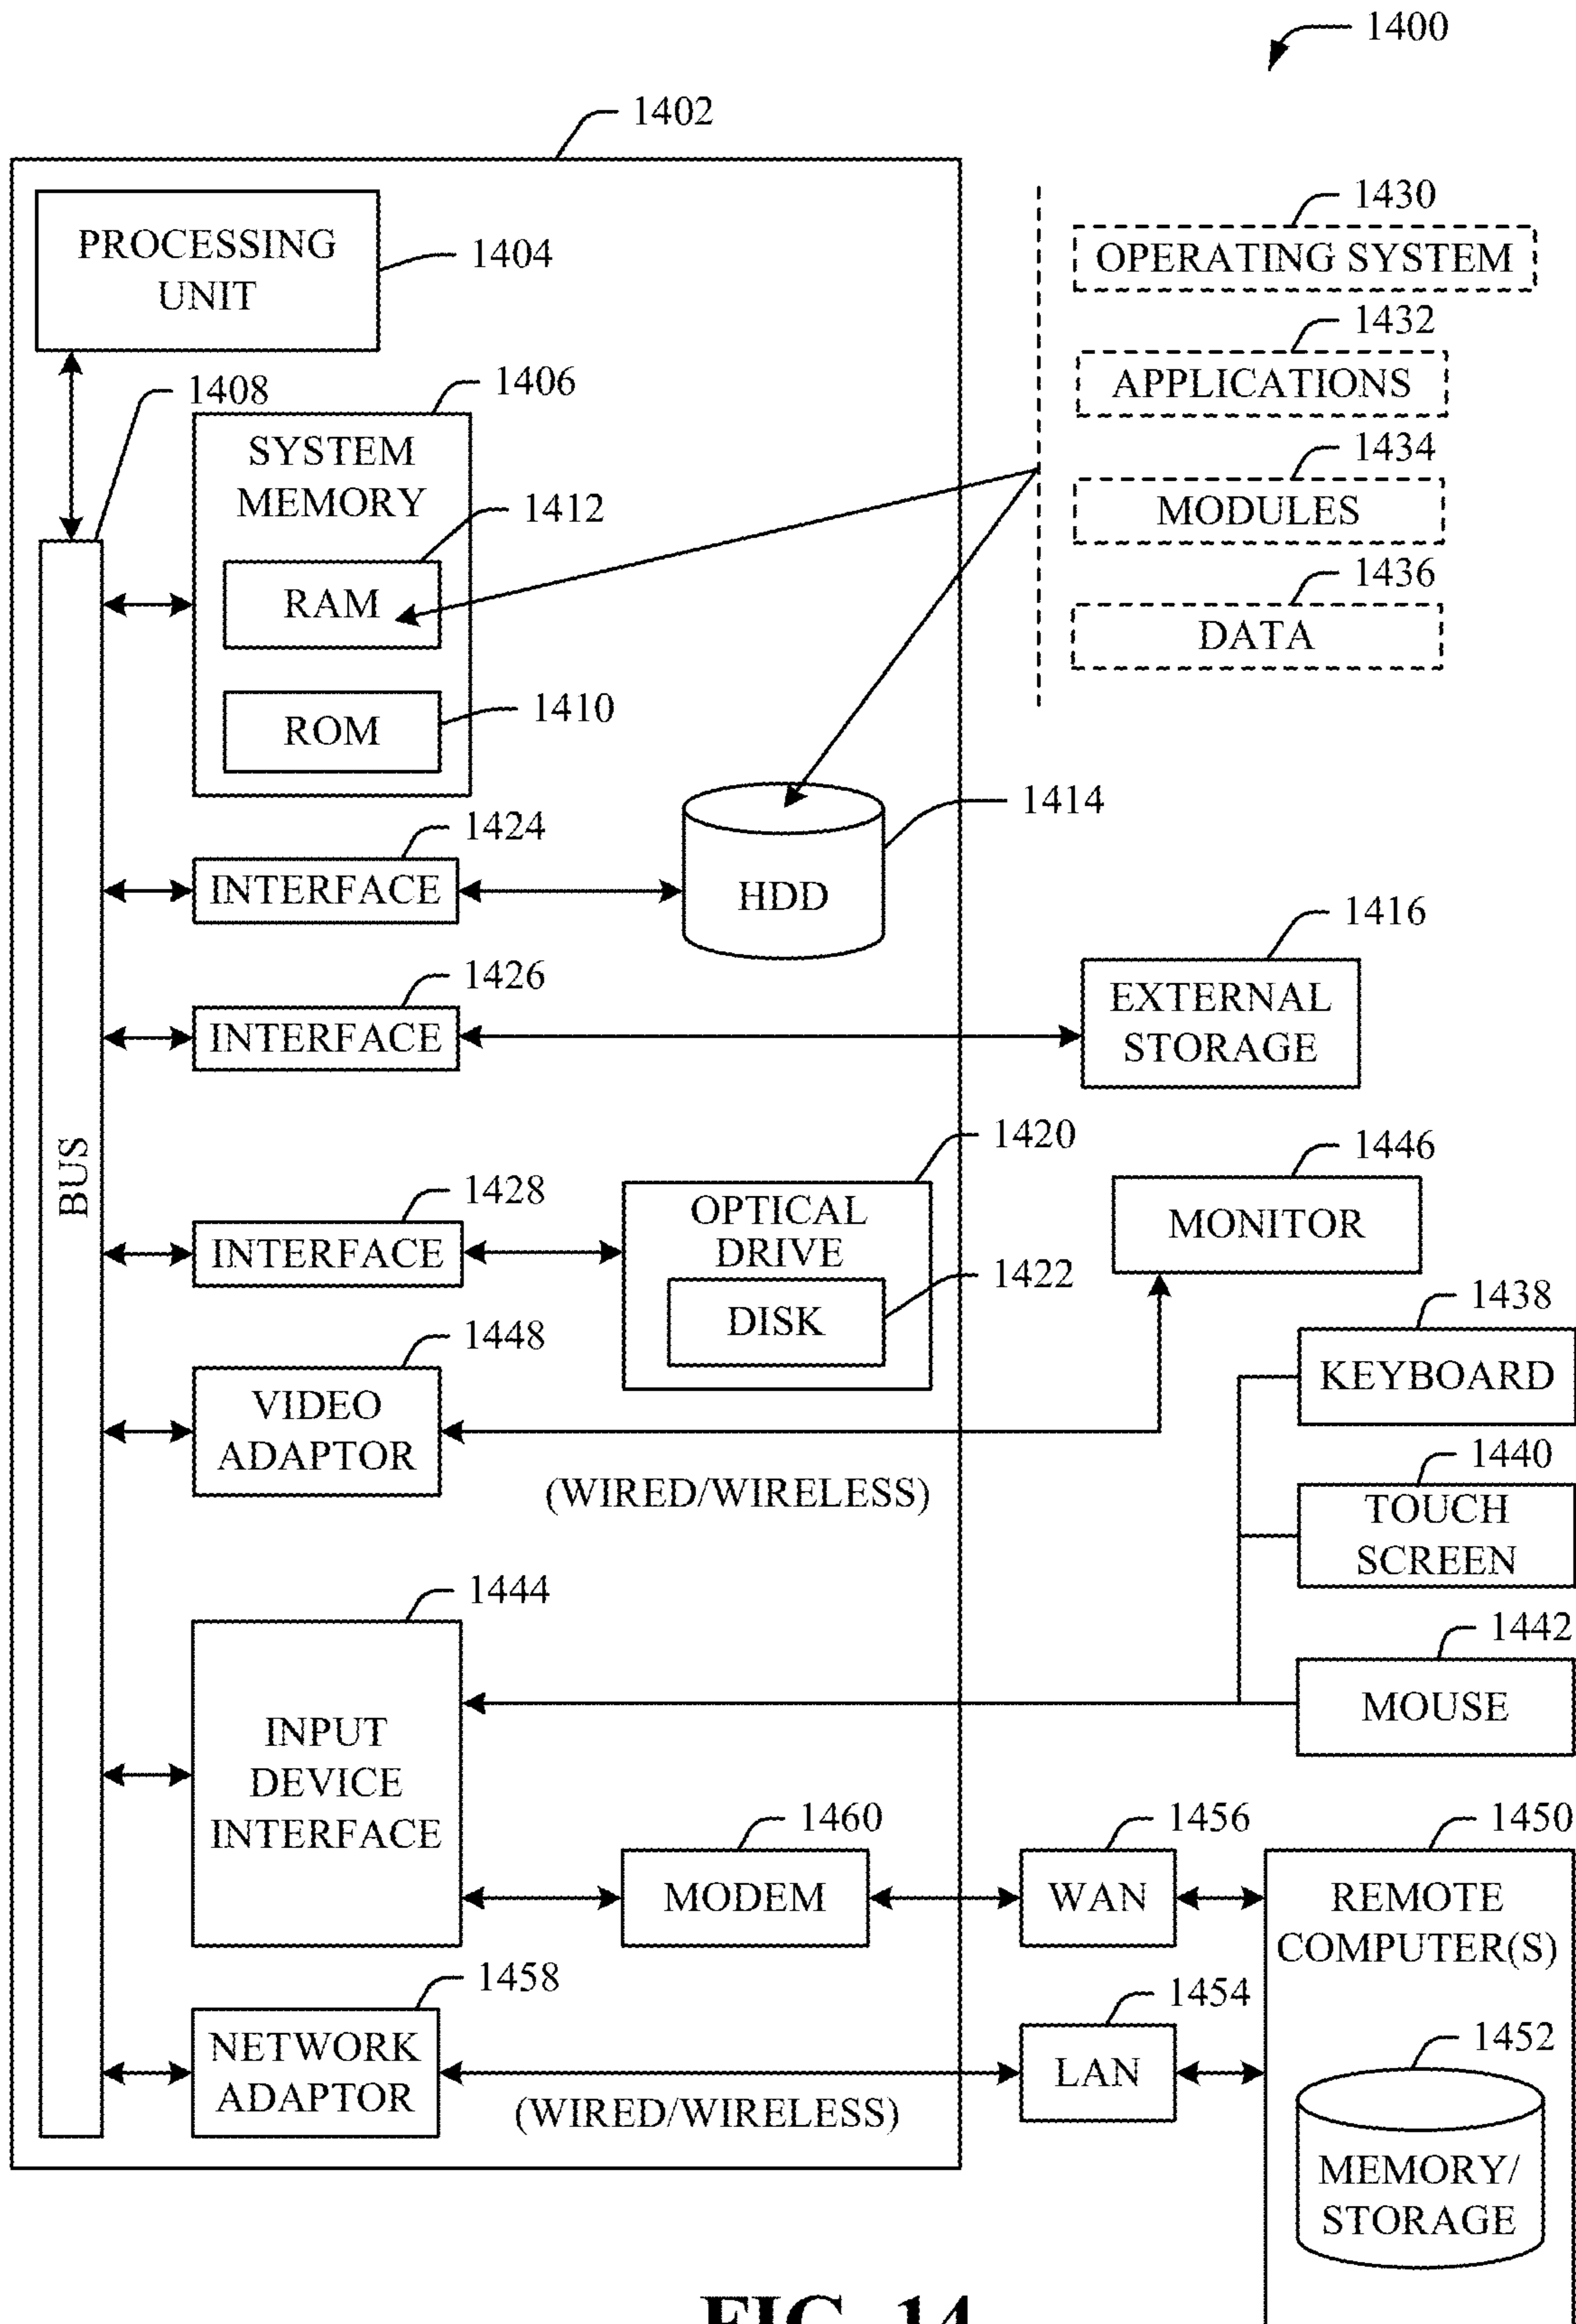 1400
1402
1430
PROCESSING
UNIT
1404
OPERATING SYSTEM
1432
APPLICATIONS
1408
1406
SYSTEM
MEMORY
1434
MODULES
1412
RAM
1436
DATA
1410
ROM
1424
INTERFACE
1414
HDD
1416
EXTERNAL
STORAGE
1426
INTERFACE
BUS
1420
OPTICAL
DRIVE
1446
MONITOR
1428
INTERFACE
1422
DISK
1438
KEYBOARD
1448
VIDEO
ADAPTOR
(WIRED/WIRELESS)
1440
TOUCH
SCREEN
1444
INPUT
DEVICE
INTERFACE
1442
MOUSE
1460
MODEM
1456
WAN
1450
REMOTE
COMPUTER(S)
1458
NETWORK
ADAPTOR
(WIRED/WIRELESS)
1454
LAN
1452
MEMORY/
STORAGE
FIG. 14